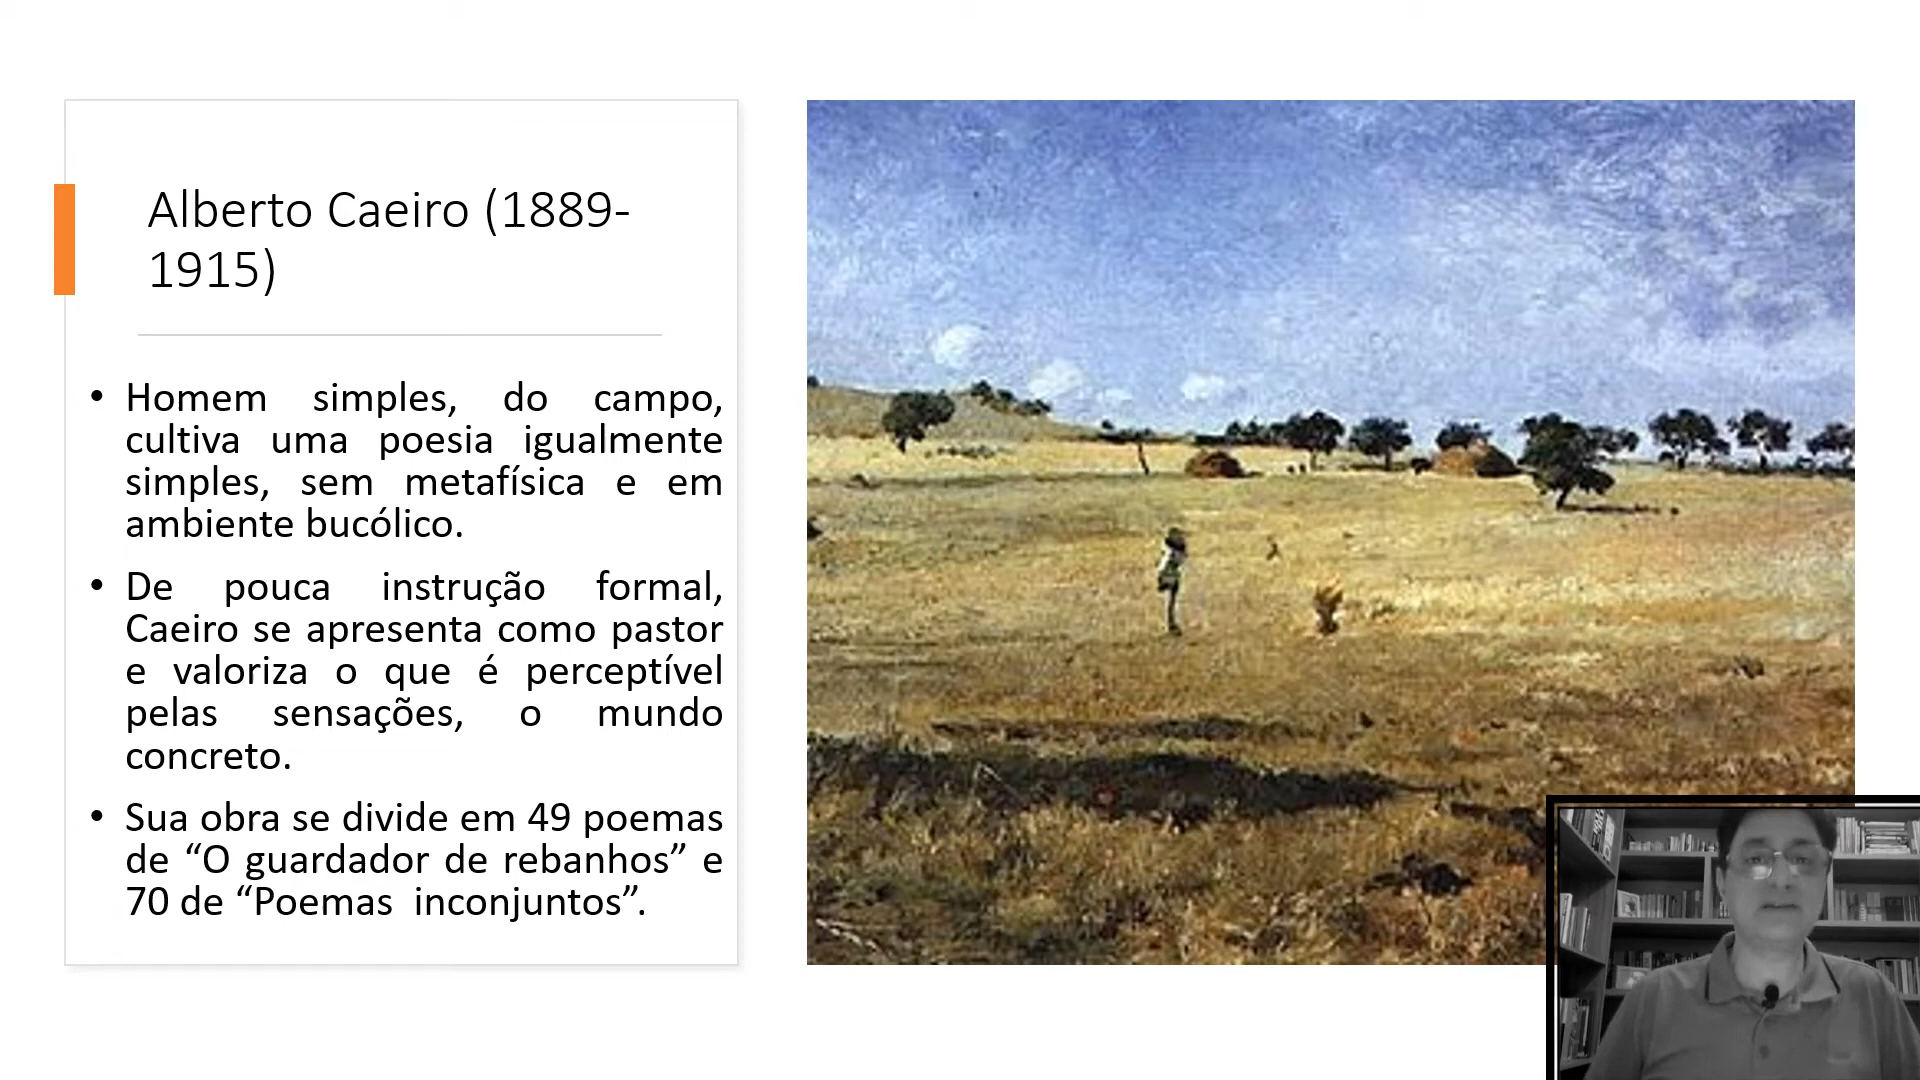 Alberto Caeiro (1889-
1915)
• Homem simples, do campo,
cultiva uma poesia igualmente
simples, sem metafísica e em
ambiente bucólico.
• De pouca instrução formal,
Caeiro se apresenta como pastor
e valoriza o que é perceptível
pelas sensações, o mundo
concreto.
• Sua obra se divide em 49 poemas
de “O guardador de rebanhos” e
70 de “Poemas inconjuntos”.